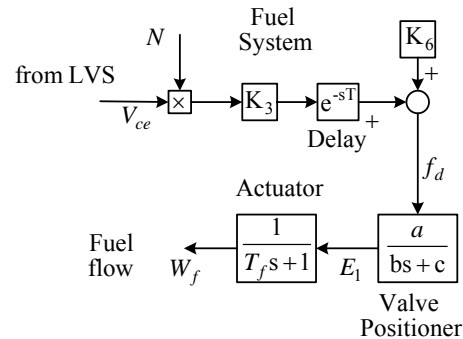 Fuel
System
N
K6
from LVS
Vce
×
K3
e^-sT
+
+
Delay
fd
Actuator
Fuel
flow
Wf
1
Tf s + 1
E1
a
bs + c
Valve
Positioner